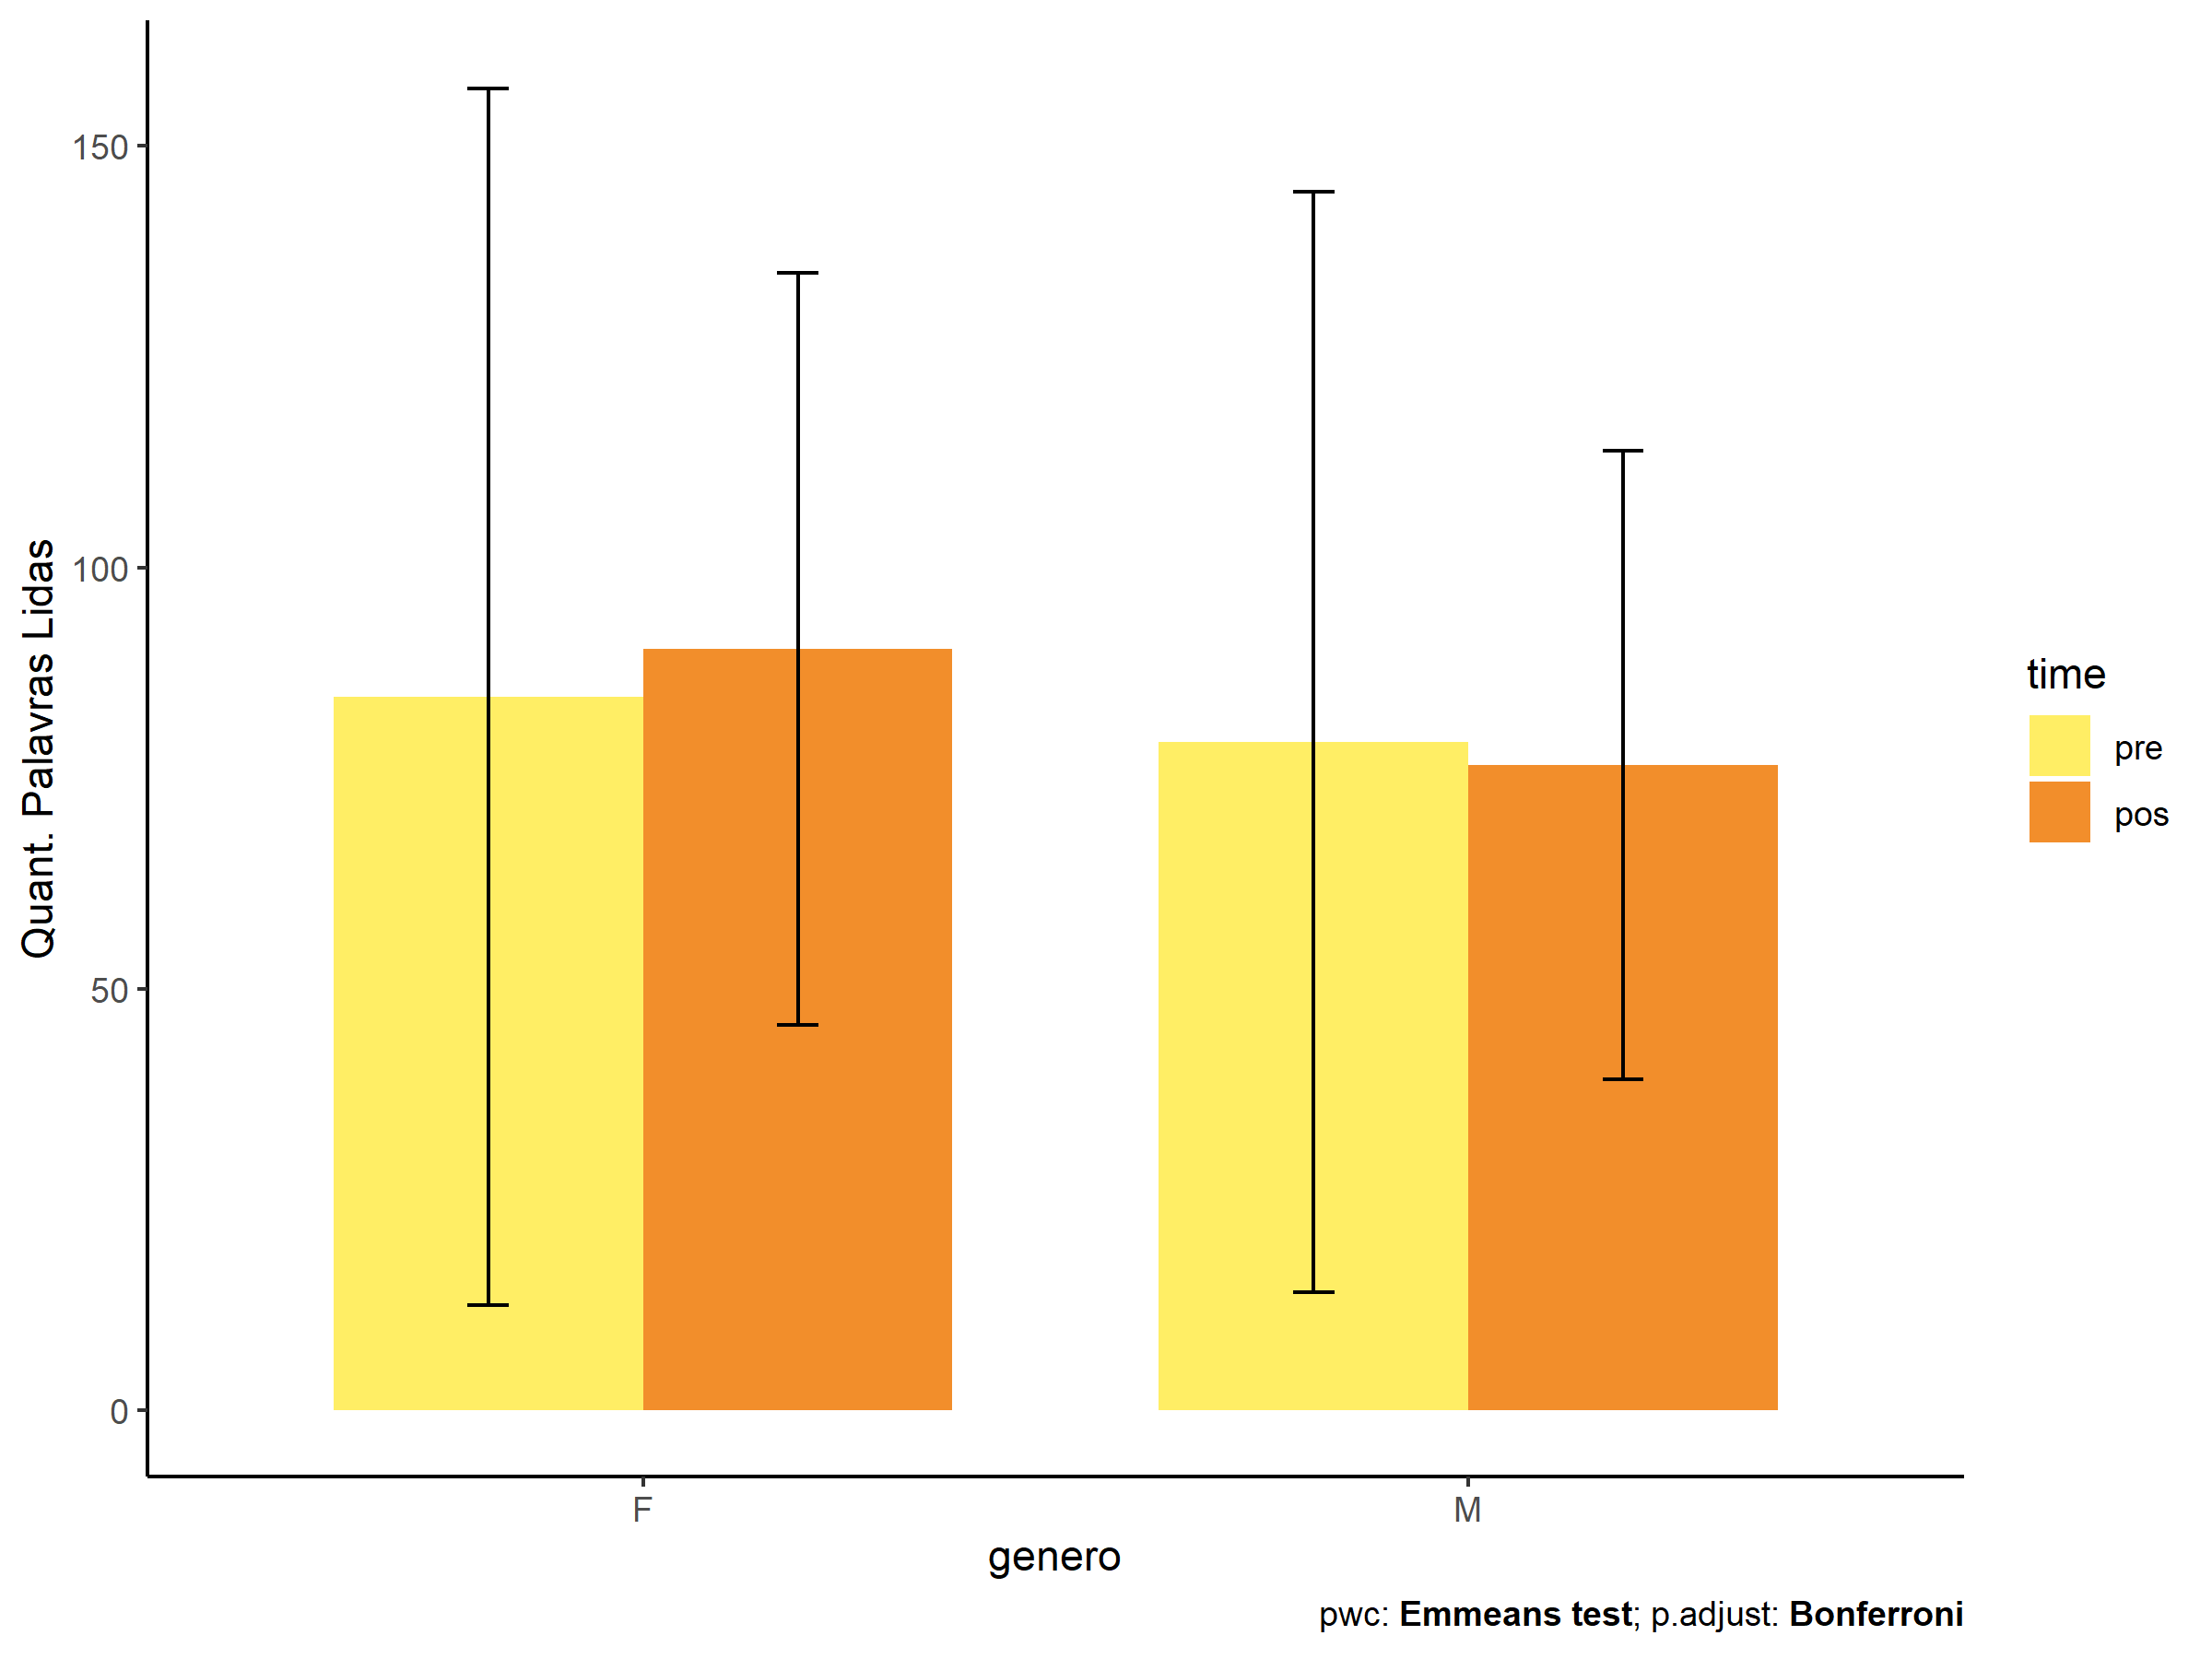 150
100
50
0
Quant. Palavras Lidas
F
M
genero
time
pre
pos
pwc: Emmeans test; p.adjust: Bonferroni